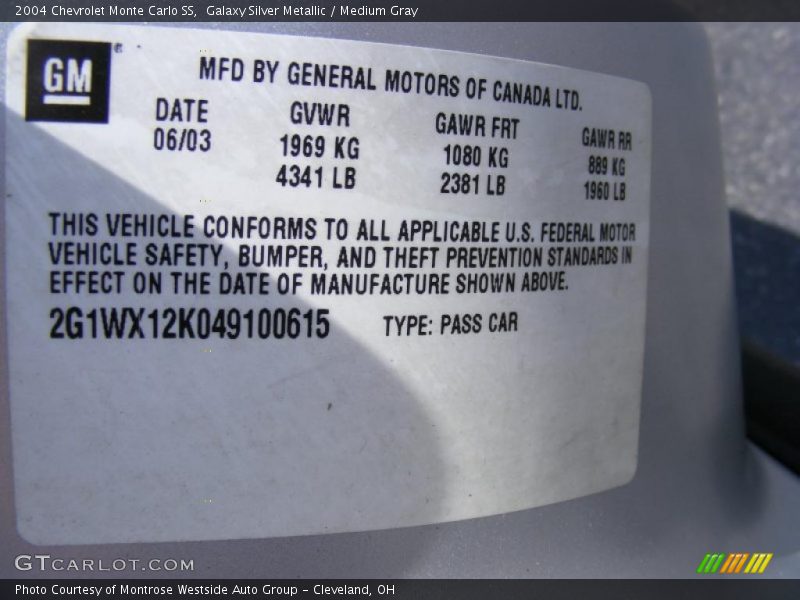 2004 Chevrolet Monte Carlo SS, Galaxy Silver Metallic / Medium Gray
GM®
MFD BY GENERAL MOTORS OF CANADA LTD.
DATE GVWR GAWR FRT GAWR RR
06/03 1969 KG 1080 KG 889 KG
4341 LB 2381 LB 1960 LB
THIS VEHICLE CONFORMS TO ALL APPLICABLE U.S. FEDERAL MOTOR
VEHICLE SAFETY, BUMPER, AND THEFT PREVENTION STANDARDS IN
EFFECT ON THE DATE OF MANUFACTURE SHOWN ABOVE.
2G1WX12K049100615 TYPE: PASS CAR
GTCARLOT.COM
Photo Courtesy of Montrose Westside Auto Group - Cleveland, OH